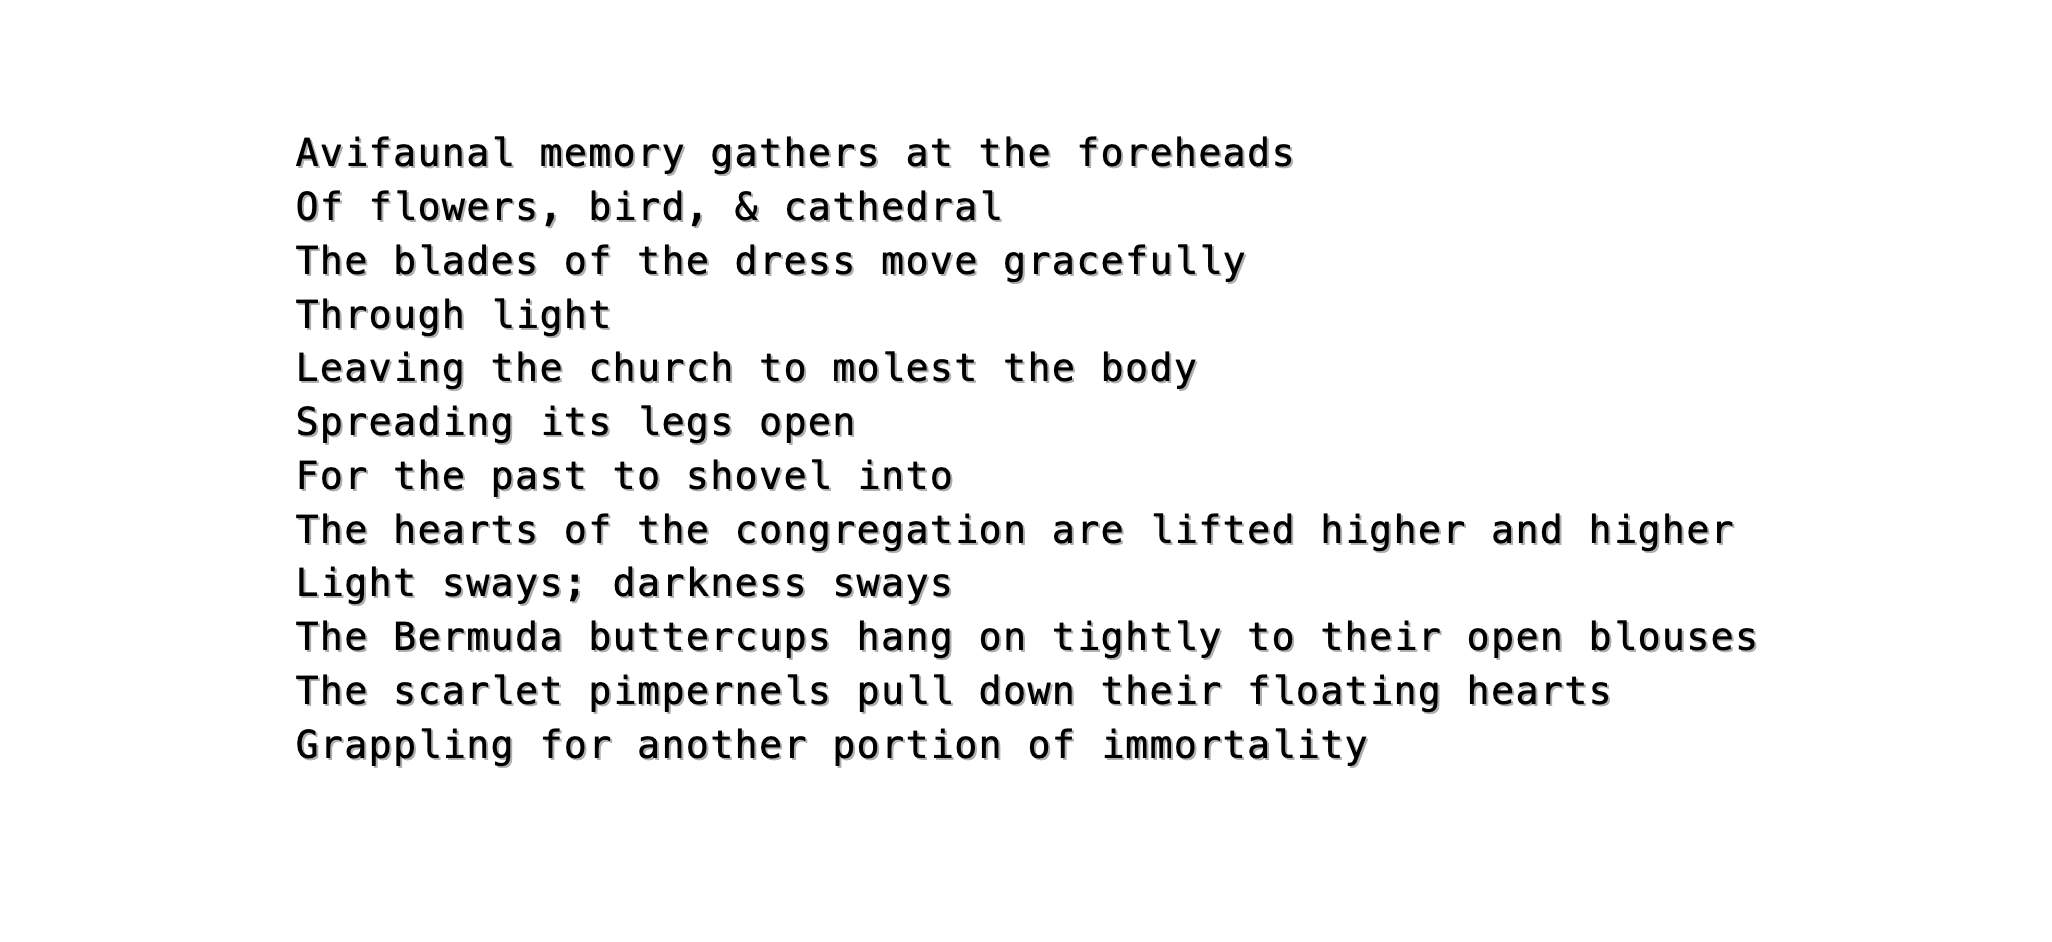 Avifaunal memory gathers at the foreheads
Of flowers, bird, & cathedral
The blades of the dress move gracefully
Through light
Leaving the church to molest the body
Spreading its legs open
For the past to shovel into
The hearts of the congregation are lifted higher and higher
Light sways; darkness sways
The Bermuda buttercups hang on tightly to their open blouses
The scarlet pimpernels pull down their floating hearts
Grappling for another portion of immortality